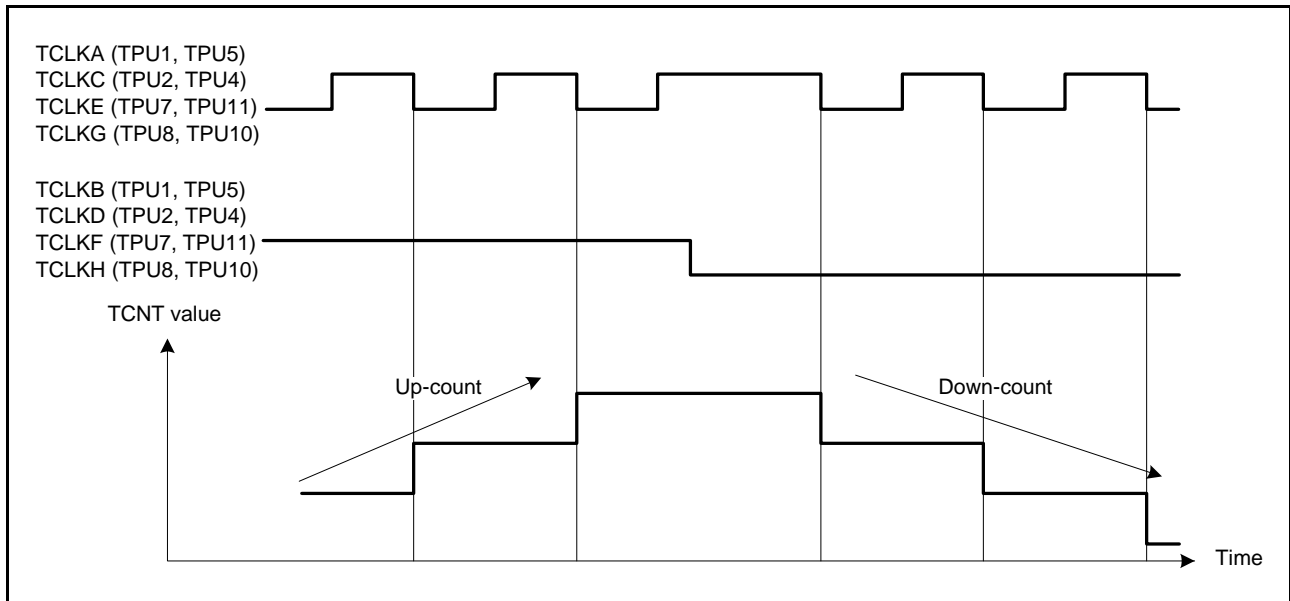 TCLKA (TPU1, TPU5)
TCLKC (TPU2, TPU4)
TCLKE (TPU7, TPU11)
TCLKG (TPU8, TPU10)
TCLKB (TPU1, TPU5)
TCLKD (TPU2, TPU4)
TCLKF (TPU7, TPU11)
TCLKH (TPU8, TPU10)
TCNT value
Up-count
Down-count
Time